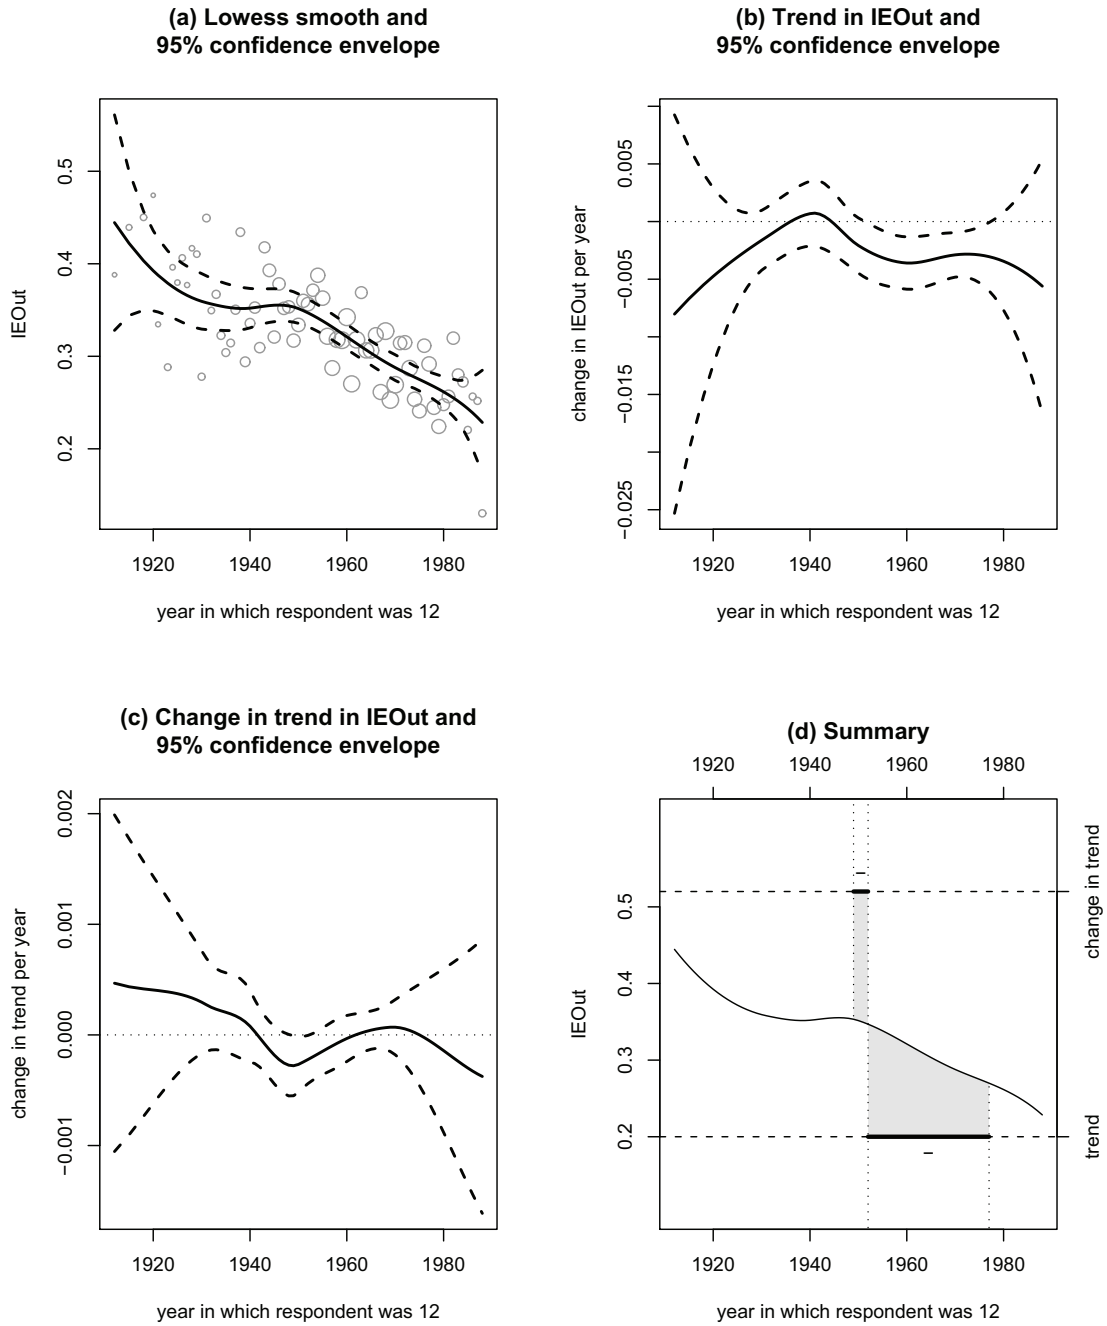 (a) Lowess smooth and
95% confidence envelope
IEOut
0.5
0.4
0.3
0.2
1920 1940 1960 1980
year in which respondent was 12
(b) Trend in IEOut and
95% confidence envelope
change in IEOut per year
0.005
−0.005
−0.015
−0.025
1920 1940 1960 1980
year in which respondent was 12
(c) Change in trend in IEOut and
95% confidence envelope
change in trend per year
0.002
0.001
0.000
−0.001
1920 1940 1960 1980
year in which respondent was 12
(d) Summary
1920 1940 1960 1980
IEOut
0.5
0.4
0.3
0.2
−
−
change in trend
trend
1920 1940 1960 1980
year in which respondent was 12